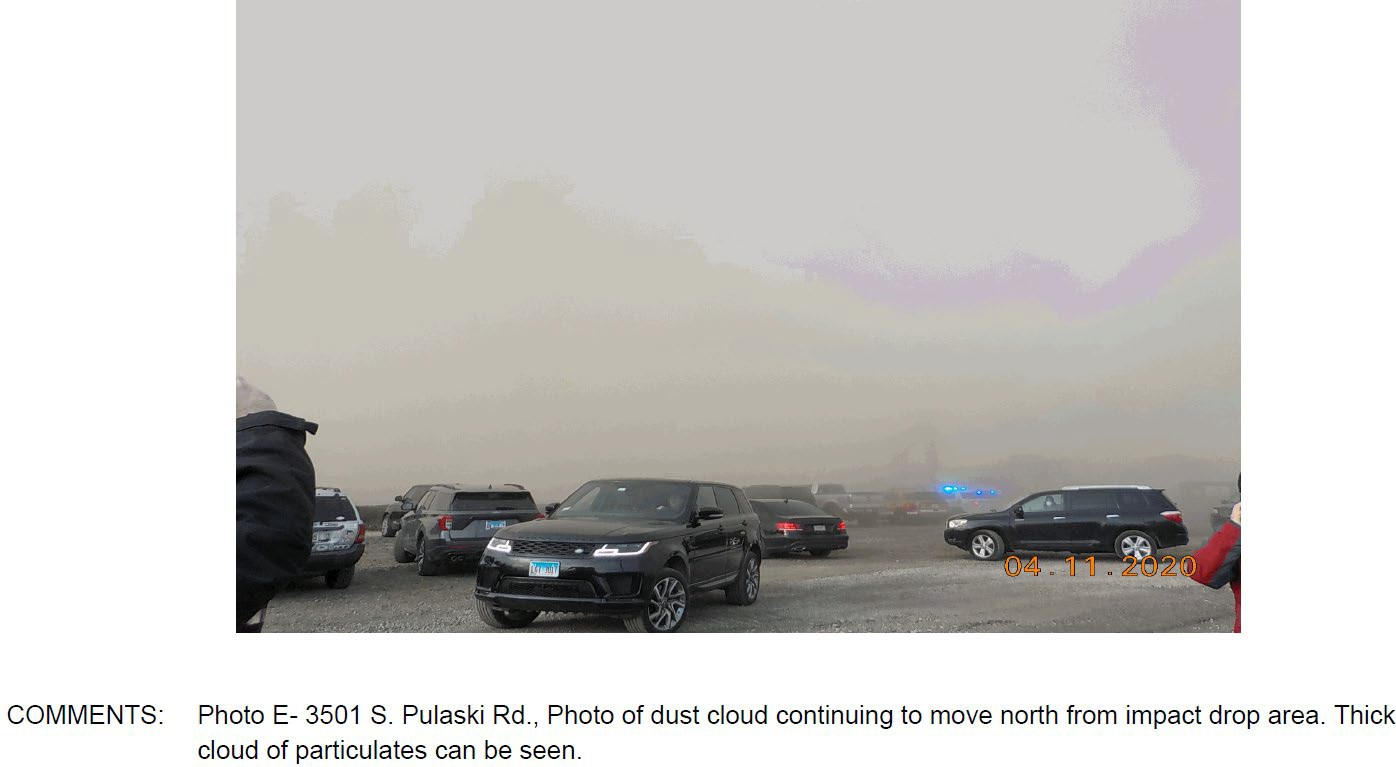 04.11.2020
COMMENTS: Photo E- 3501 S. Pulaski Rd., Photo of dust cloud continuing to move north from impact drop area. Thick
cloud of particulates can be seen.